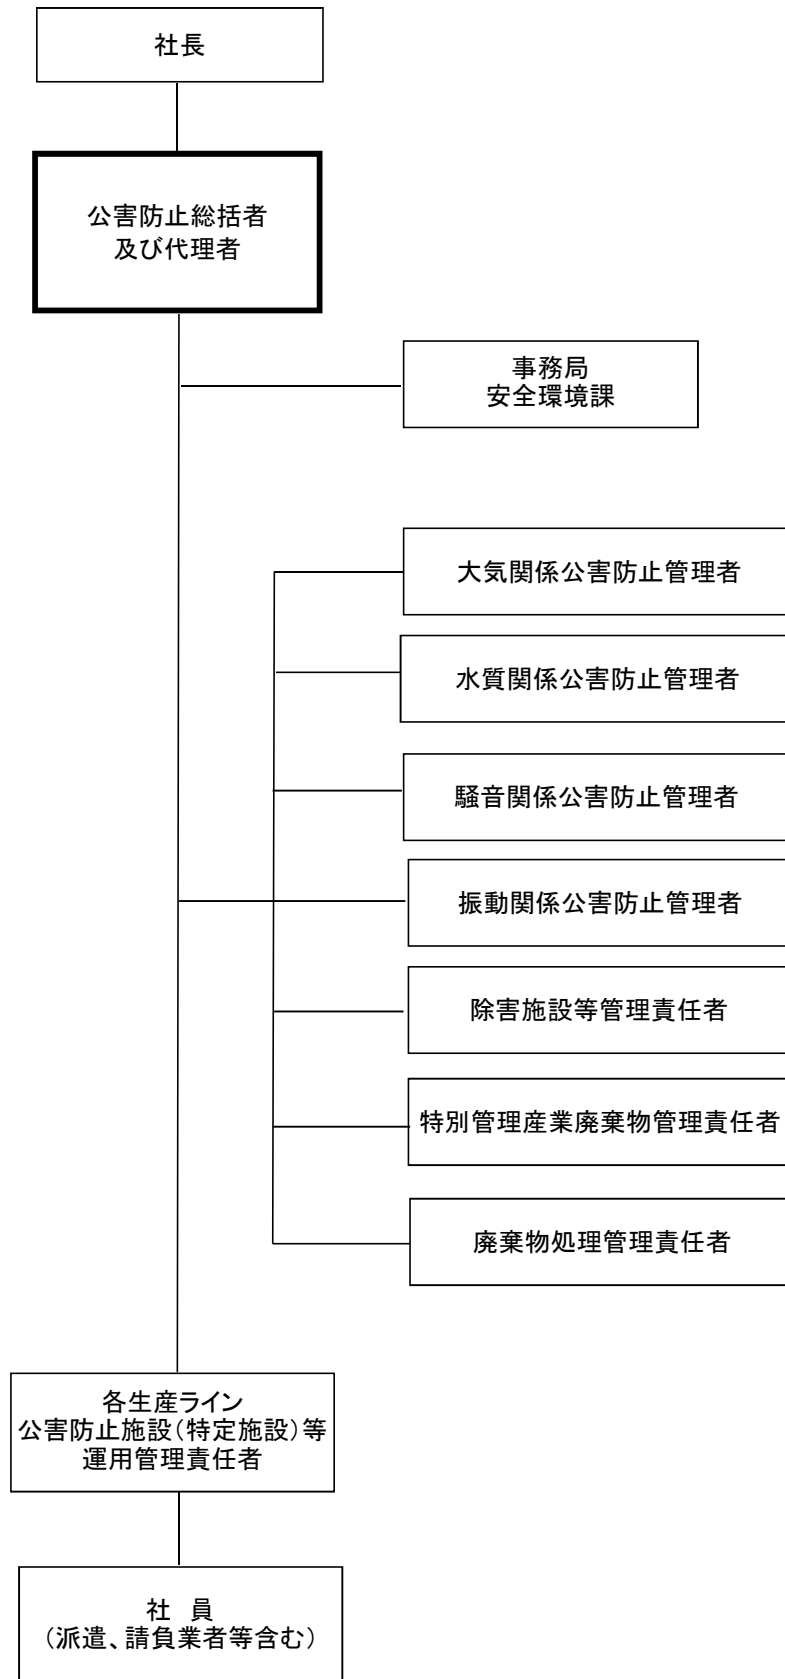 社長
公害防止総括者
及び代理者
事務局
安全環境課
大気関係公害防止管理者
水質関係公害防止管理者
騒音関係公害防止管理者
振動関係公害防止管理者
除害施設等管理責任者
特別管理産業廃棄物管理責任者
廃棄物処理管理責任者
各生産ライン
公害防止施設（特定施設）等
運用管理責任者
社　員
（派遣、請負業者等含む）